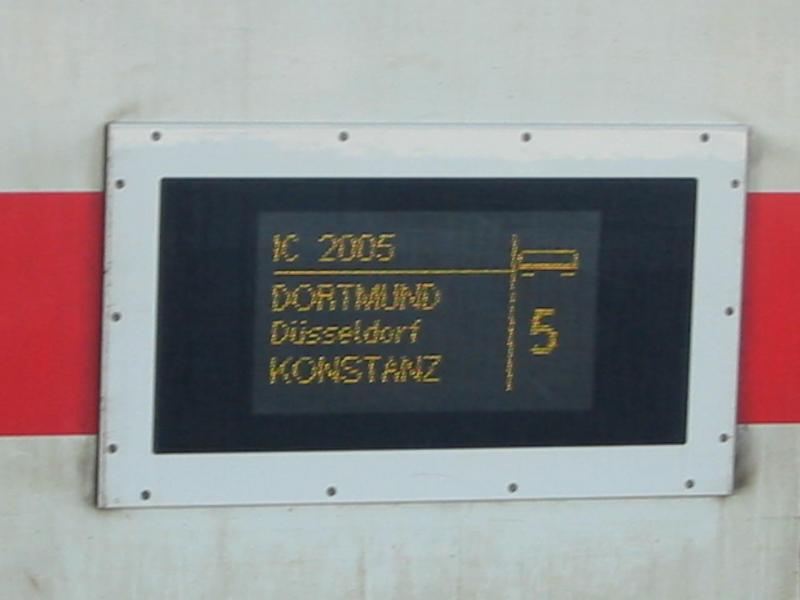 IC 2005
DORTMUND
Düsseldorf
KONSTANZ
5